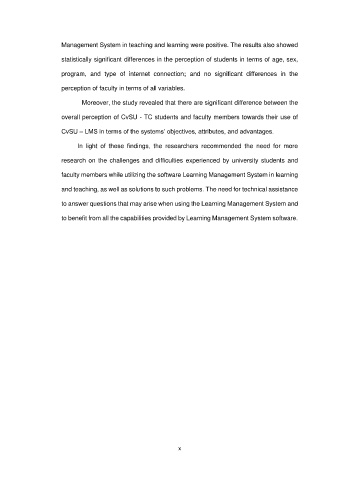 Management System in teaching and learning were positive. The results also showed
statistically significant differences in the perception of students in terms of age, sex,
program, and type of internet connection; and no significant differences in the
perception of faculty in terms of all variables.
Moreover, the study revealed that there are significant difference between the
overall perception of CvSU - TC students and faculty members towards their use of
CvSU – LMS in terms of the systems' objectives, attributes, and advantages.
In light of these findings, the researchers recommended the need for more
research on the challenges and difficulties experienced by university students and
faculty members while utilizing the software Learning Management System in learning
and teaching, as well as solutions to such problems. The need for technical assistance
to answer questions that may arise when using the Learning Management System and
to benefit from all the capabilities provided by Learning Management System software.
x